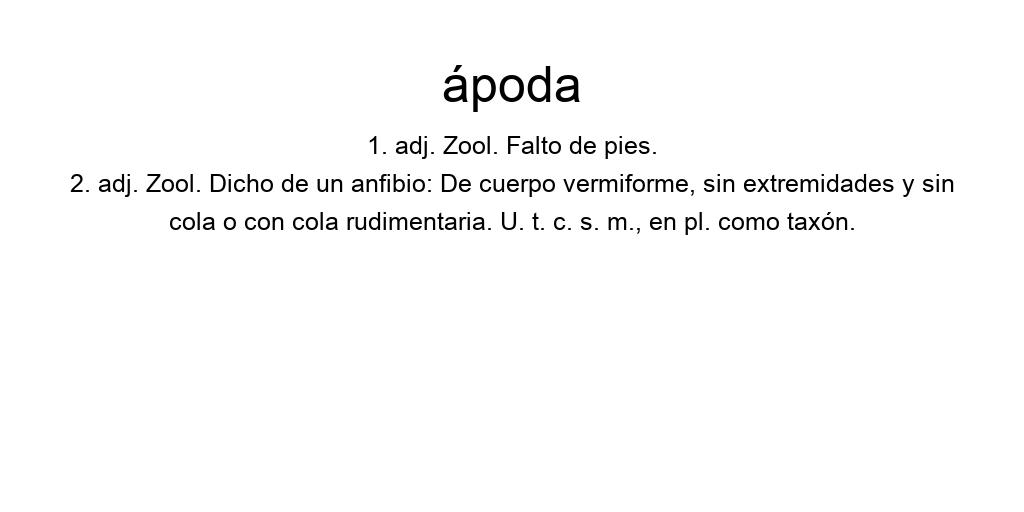 ápoda
1. adj. Zool. Falto de pies.
2. adj. Zool. Dicho de un anfibio: De cuerpo vermiforme, sin extremidades y sin
cola o con cola rudimentaria. U. t. c. s. m., en pl. como taxón.